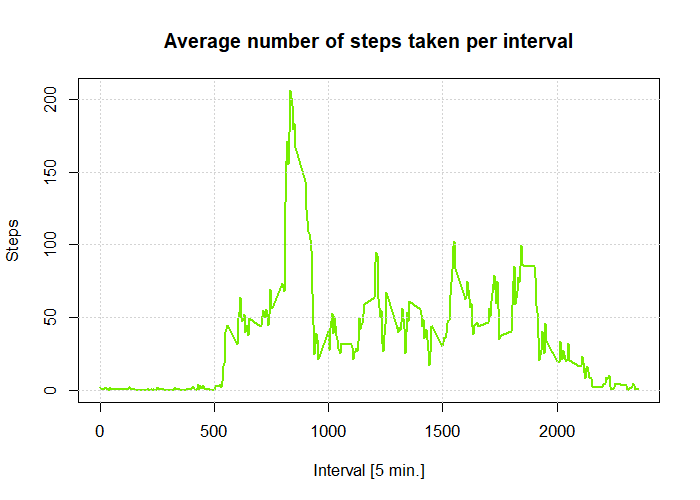 Average number of steps taken per interval
200
150
100
50
0
Steps
0 500 1000 1500 2000
Interval [5 min.]